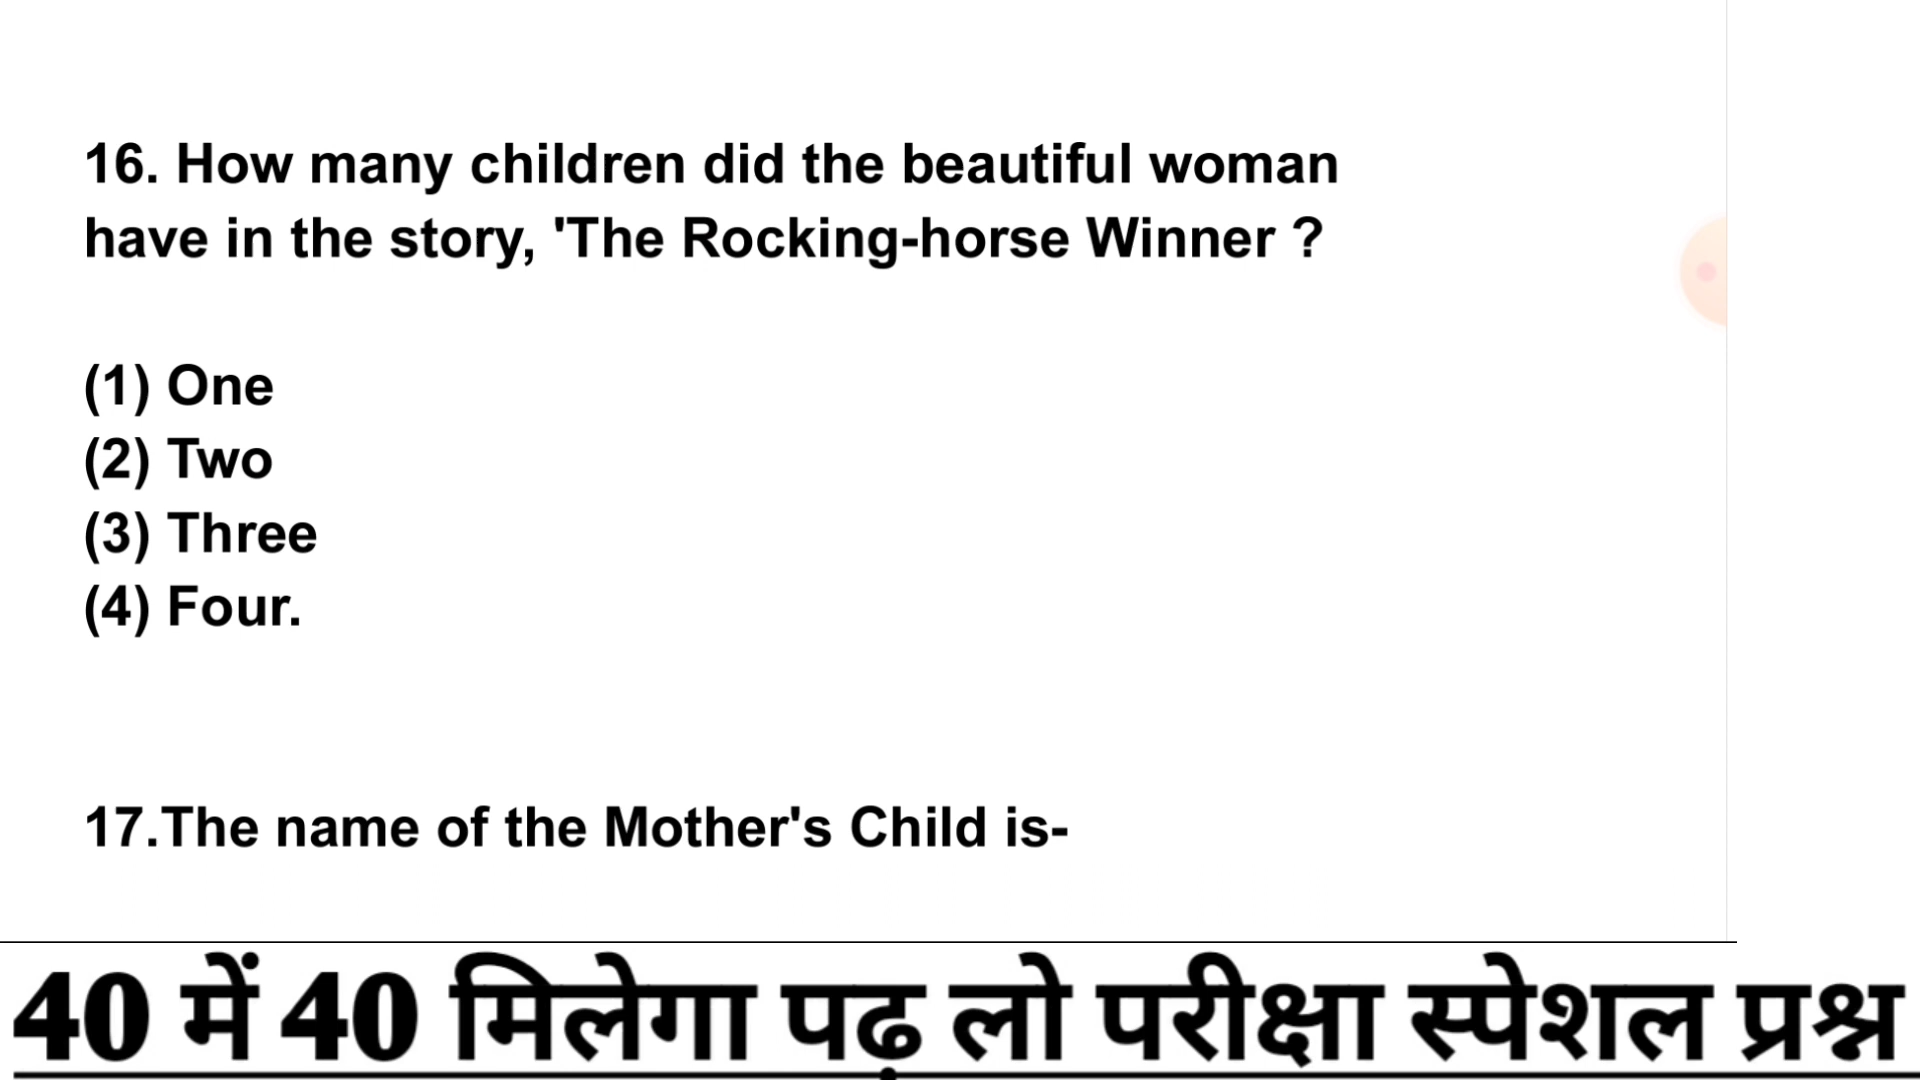 16. How many children did the beautiful woman
have in the story, 'The Rocking-horse Winner ?
(1) One
(2) Two
(3) Three
(4) Four.
17.The name of the Mother's Child is-
40 में 40 मिलेगा पढ़ लो परीक्षा स्पेशल प्रश्न